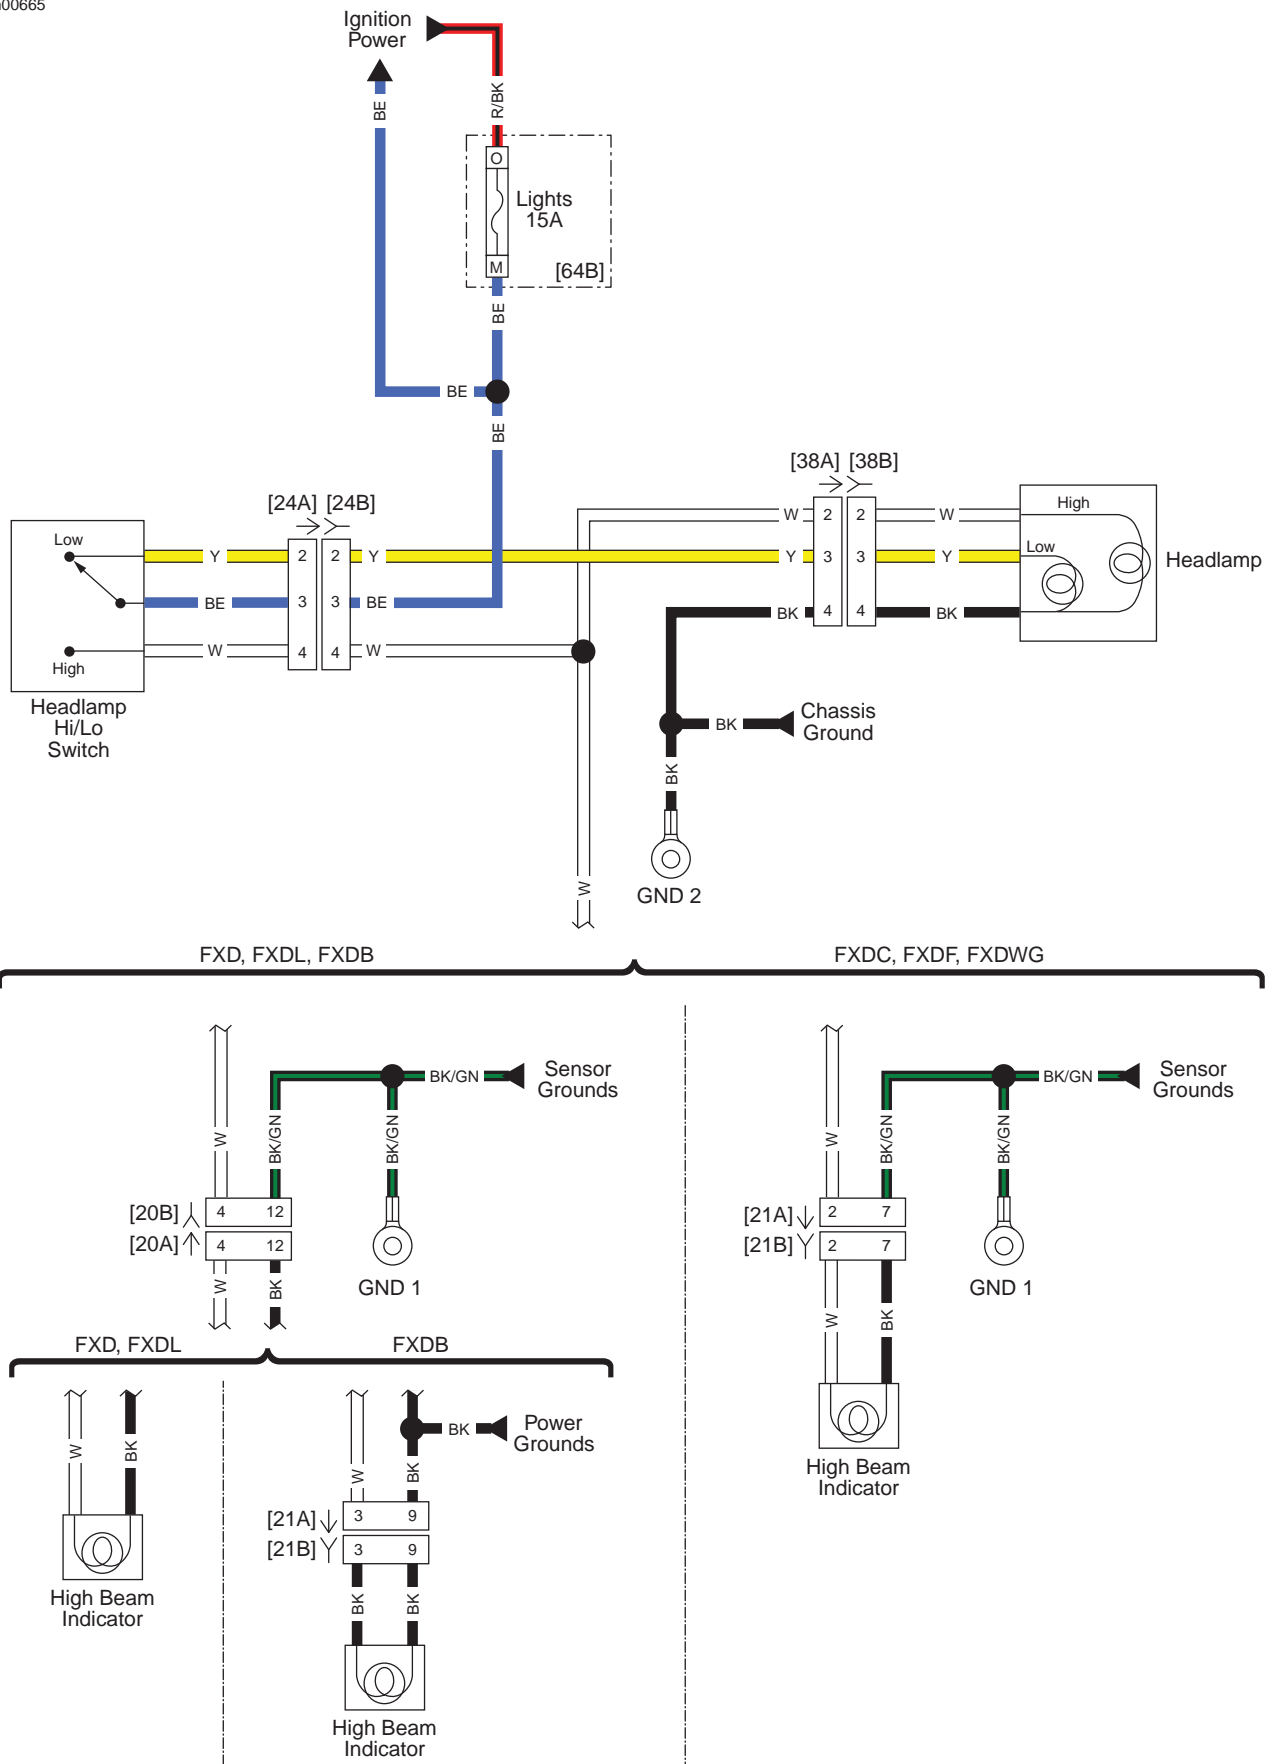 Ignition
Power
BE
R/BK
O
Lights
15A
M
[64B]
BE
BE
BE
[38A] [38B]
[24A] [24B]
W 2 2 W High
Low
Y 2 2 Y Y 3 3 Y Low
Headlamp
BE 3 3 BE
BK 4 4 BK
W 4 4 W
High
Headlamp
Hi/Lo
Switch
BK
Chassis
Ground
BK
GND 2
W
FXD, FXDL, FXDB
FXDC, FXDF, FXDWG
BK/GN
Sensor
Grounds
W
BK/GN
BK/GN
[20B] 4 12
[20A] 4 12
GND 1
W
BK
BK/GN
Sensor
Grounds
W
BK/GN
BK/GN
[21A] 2 7
[21B] 2 7
GND 1
W
BK
High Beam
Indicator
FXD, FXDL
FXDB
W
BK
High Beam
Indicator
BK
Power
Grounds
W
BK
[21A] 3 9
[21B] 3 9
BK
BK
High Beam
Indicator